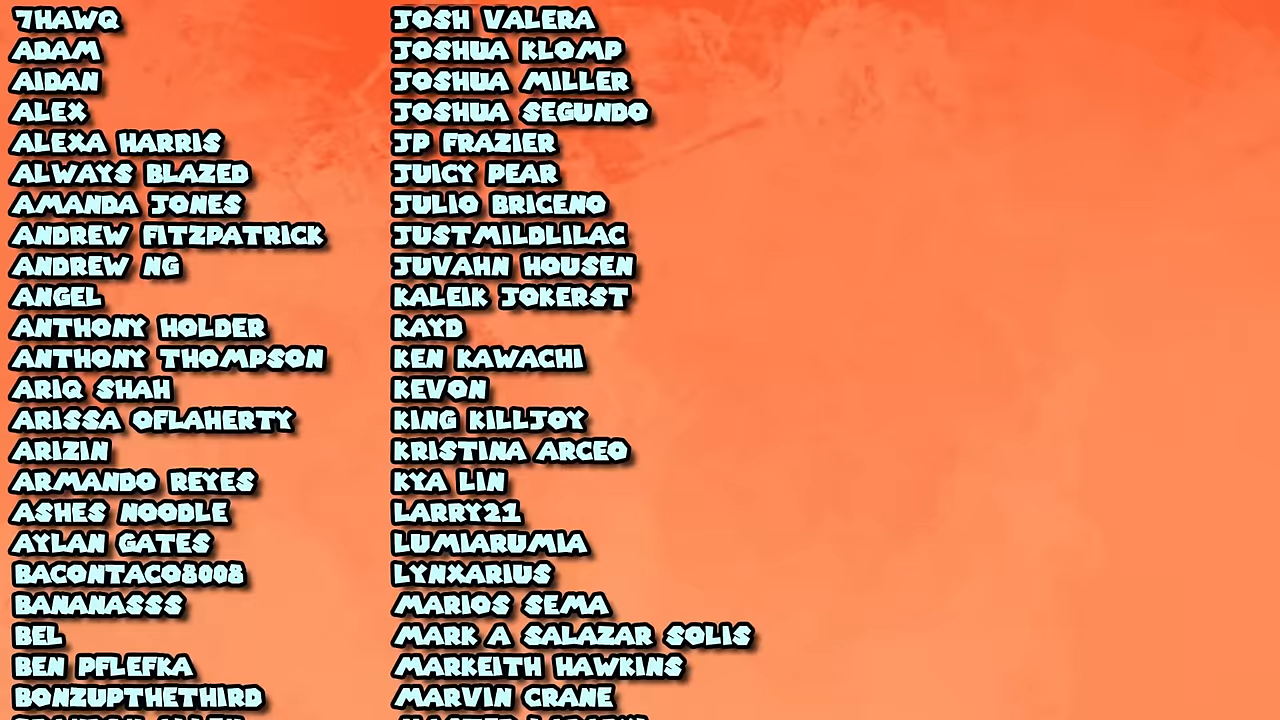 7HAWQ
ADAM
AIDAN
ALEX
ALEXA HARRIS
ALWAYS BLAZED
AMANDA JONES
ANDREW FITZPATRICK
ANDREW NG
ANGEL
ANTHONY HOLDER
ANTHONY THOMPSON
ARIQ SHAH
ARISSA OFLAHERTY
ARIZIN
ARMANDO REYES
ASHES NOODLE
AYLAN GATES
BACONTACO8008
BANANASSS
BEL
BEN PFLEFKA
BONZUPTHETHIRD
JOSH VALERA
JOSHUA KLOMP
JOSHUA MILLER
JOSHUA SEGUNDO
JP FRAZIER
JUICY PEAR
JULIO BRICENO
JUSTMILDLILAC
JUVAHN HOUSEN
KALEIK JOKERST
KAYD
KEN KAWACHI
KEVON
KING KILLJOY
KRISTINA ARCEO
KYA LIN
LARRY21
LUMIARUMIA
LYNXARIUS
MARIOS SEMA
MARK A SALAZAR SOLIS
MARKEITH HAWKINS
MARVIN CRANE